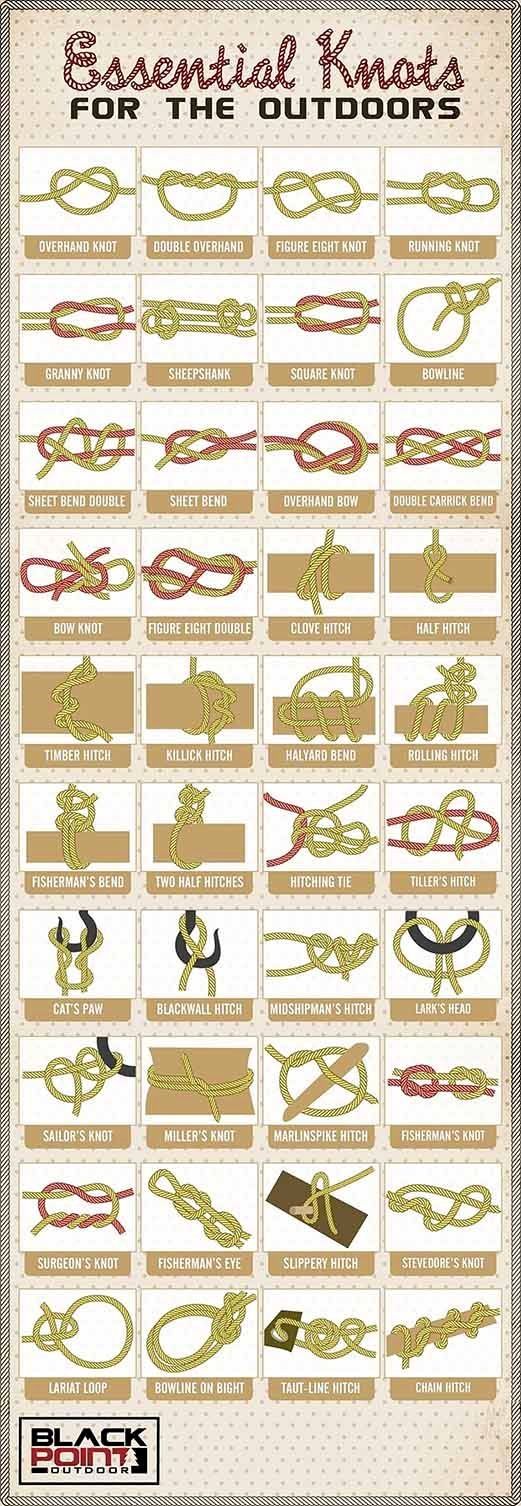 Essential Knots
FOR THE OUTDOORS
OVERHAND KNOT
DOUBLE OVERHAND
FIGURE EIGHT KNOT
RUNNING KNOT
GRANNY KNOT
SHEEPSHANK
SQUARE KNOT
BOWLINE
SHEET BEND DOUBLE
SHEET BEND
OVERHAND BOW
DOUBLE CARRICK BEND
BOW KNOT
FIGURE EIGHT DOUBLE
CLOVE HITCH
HALF HITCH
TIMBER HITCH
KILLICK HITCH
HALYARD BEND
ROLLING HITCH
FISHERMAN'S BEND
TWO HALF HITCHES
HITCHING TIE
TILLER'S HITCH
CAT'S PAW
BLACKWALL HITCH
MIDSHIPMAN'S HITCH
LARK'S HEAD
SAILOR'S KNOT
MILLER'S KNOT
MARLINSPIKE HITCH
FISHERMAN'S KNOT
SURGEON'S KNOT
FISHERMAN'S EYE
SLIPPERY HITCH
STEVEDORE'S KNOT
LARIAT LOOP
BOWLINE ON BIGHT
TAUT-LINE HITCH
CHAIN HITCH
BLACK
POINT
OUTDOOR